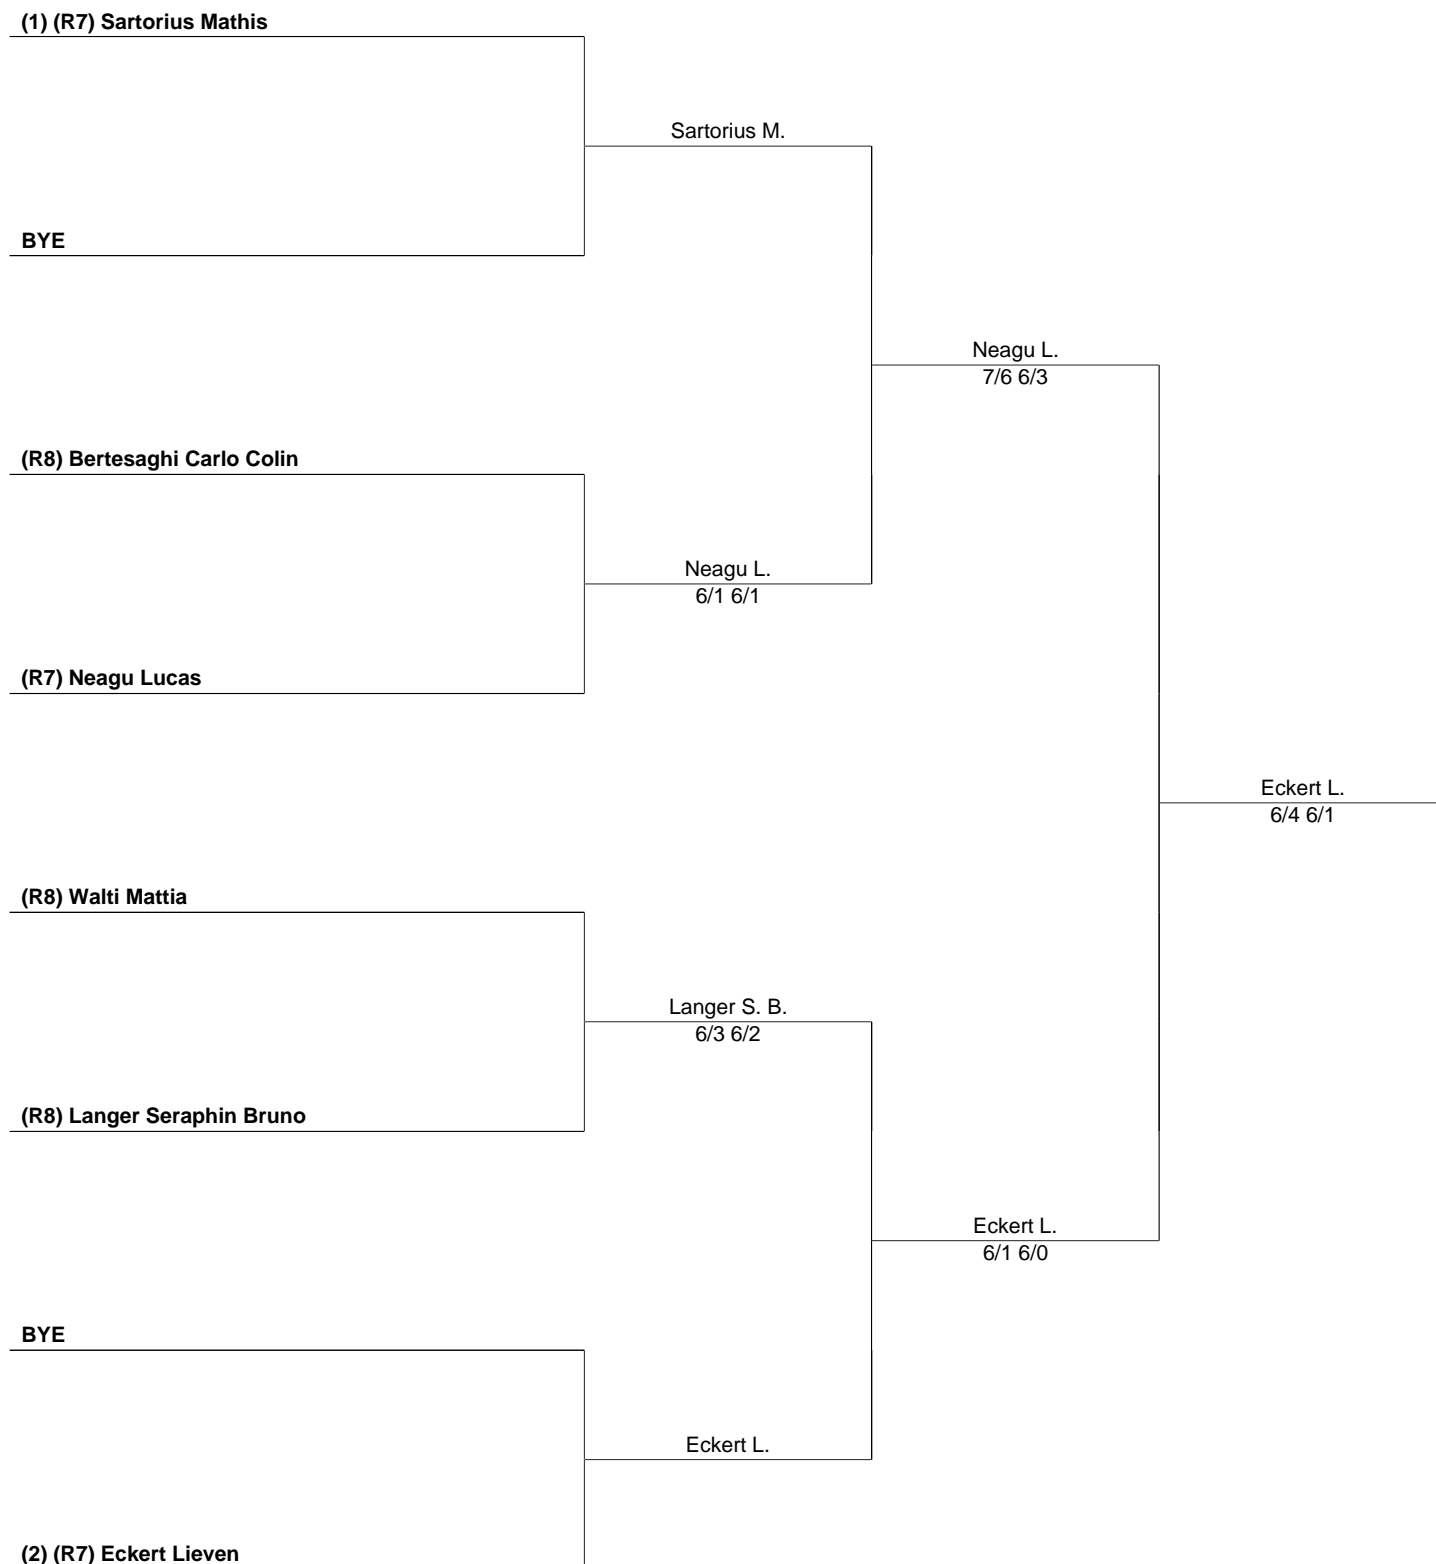 (1) (R7) Sartorius Mathis
Sartorius M.
BYE
Neagu L.
7/6 6/3
(R8) Bertesaghi Carlo Colin
Neagu L.
6/1 6/1
(R7) Neagu Lucas
Eckert L.
6/4 6/1
(R8) Walti Mattia
Langer S. B.
6/3 6/2
(R8) Langer Seraphin Bruno
Eckert L.
6/1 6/0
BYE
Eckert L.
(2) (R7) Eckert Lieven